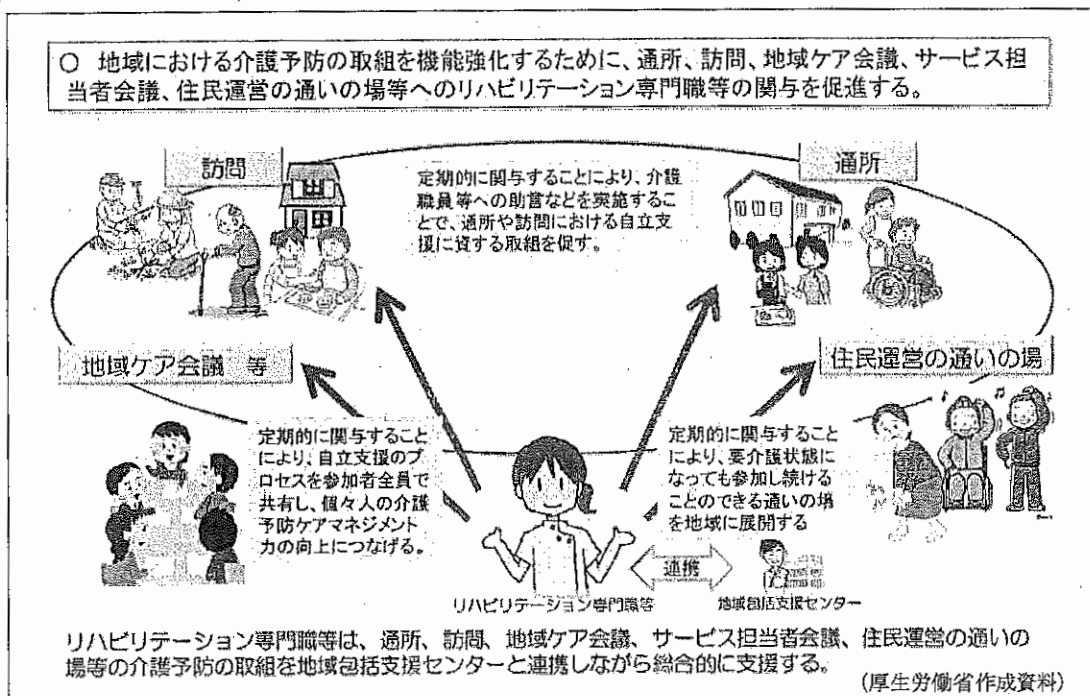 ○ 地域における介護予防の取組を機能強化するために、通所、訪問、地域ケア会議、サービス担
当者会議、住民運営の通いの場等へのリハビリテーション専門職等の関与を促進する。
訪問
通所
定期的に関与することにより、介護
職員等への助言などを実施するこ
とで、通所や訪問における自立支
援に資する取組を促す。
地域ケア会議 等
住民運営の通いの場
定期的に関与すること
により、自立支援のプ
ロセスを参加者全員で
共有し、個々人の介護
予防ケアマネジメント
力の向上につなげる。
定期的に関与すること
により、要介護状態に
なっても参加し続ける
ことのできる通いの場
を地域に展開する
連携
リハビリテーション専門職等
地域包括支援センター
リハビリテーション専門職等は、通所、訪問、地域ケア会議、サービス担当者会議、住民運営の通いの
場等の介護予防の取組を地域包括支援センターと連携しながら総合的に支援する。
(厚生労働省作成資料)